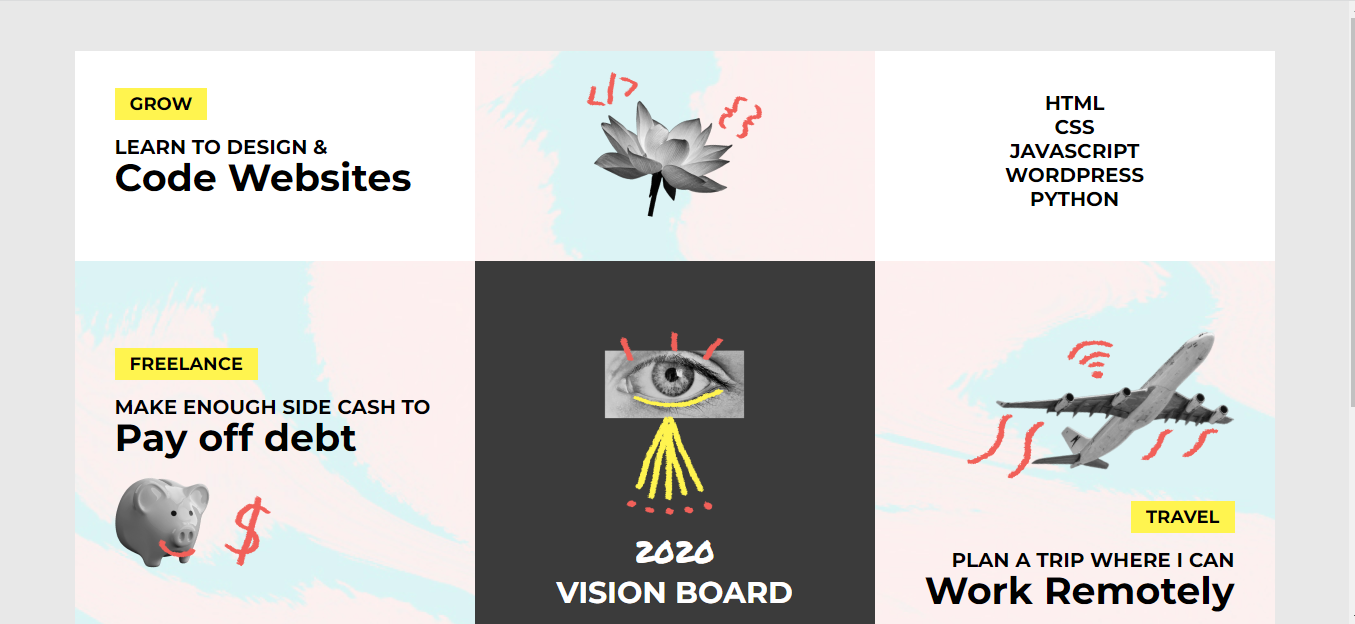 GROW
LEARN TO DESIGN &
Code Websites
</>
{}
HTML
CSS
JAVASCRIPT
WORDPRESS
PYTHON
FREELANCE
MAKE ENOUGH SIDE CASH TO
Pay off debt
$
2020
VISION BOARD
TRAVEL
PLAN A TRIP WHERE I CAN
Work Remotely